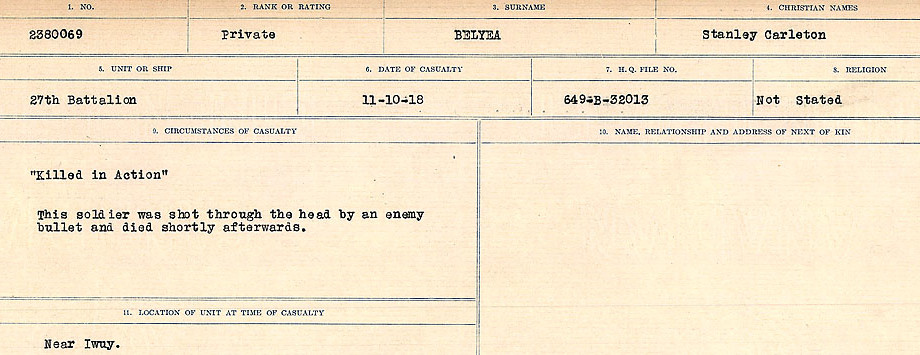 1. NO. 2. RANK OR RATING 3. SURNAME 4. CHRISTIAN NAMES
2380069 Private BELYEA Stanley Carleton
5. UNIT OR SHIP 6. DATE OF CASUALTY 7. H.Q. FILE NO. 8. RELIGION
27th Battalion 11-10-18 649-B-32013 Not Stated
9. CIRCUMSTANCES OF CASUALTY 10. NAME, RELATIONSHIP AND ADDRESS OF NEXT OF KIN
"Killed in Action"
This soldier was shot through the head by an enemy
bullet and died shortly afterwards.
11. LOCATION OF UNIT AT TIME OF CASUALTY
Near Iwuy.